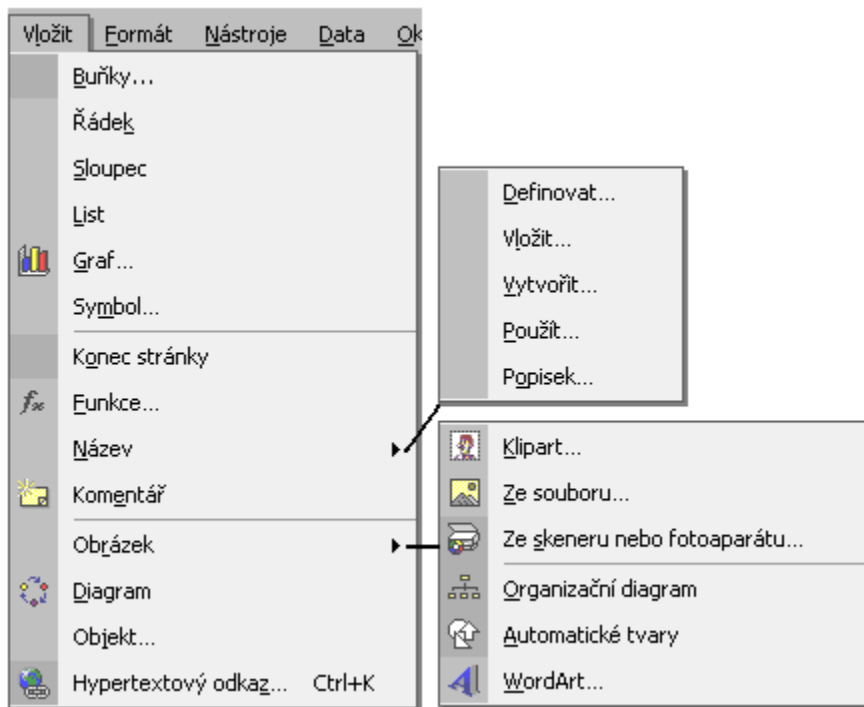 Vložit Formát Nástroje Data Ok
Buňky...
Řádek
Sloupec
List
Graf...
Symbol...
Konec stránky
Funkce...
Název
Komentář
Obrázek
Diagram
Objekt...
Hypertextový odkaz... Ctrl+K
Definovat...
Vložit...
Vytvořit...
Použít...
Popisek...
Klipart...
Ze souboru...
Ze skeneru nebo fotoaparátu...
Organizační diagram
Automatické tvary
WordArt...